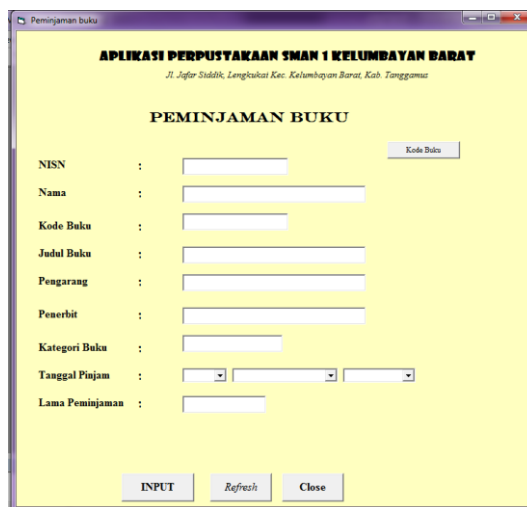 Peminjaman buku
APLIKASI PERPUSTAKAAN SMAN 1 KELUMBAYAN BARAT
Jl. Jafar Siddik, Lengkukai Kec. Kelumbayan Barat, Kab. Tanggamus
PEMINJAMAN BUKU
Kode Buku
NISN :
Nama :
Kode Buku :
Judul Buku :
Pengarang :
Penerbit :
Kategori Buku :
Tanggal Pinjam :
Lama Peminjaman :
INPUT Refresh Close